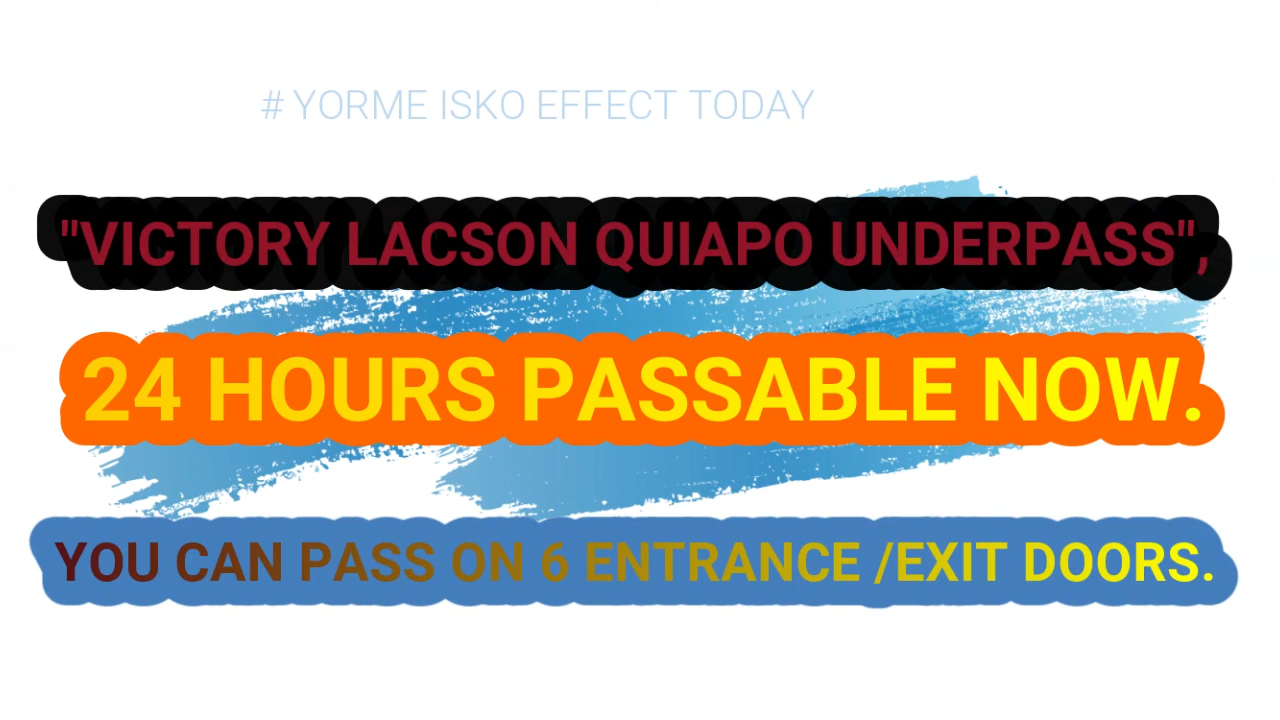 # YORME ISKO EFFECT TODAY
"VICTORY LACSON QUIAPO UNDERPASS",
24 HOURS PASSABLE NOW.
YOU CAN PASS ON 6 ENTRANCE /EXIT DOORS.